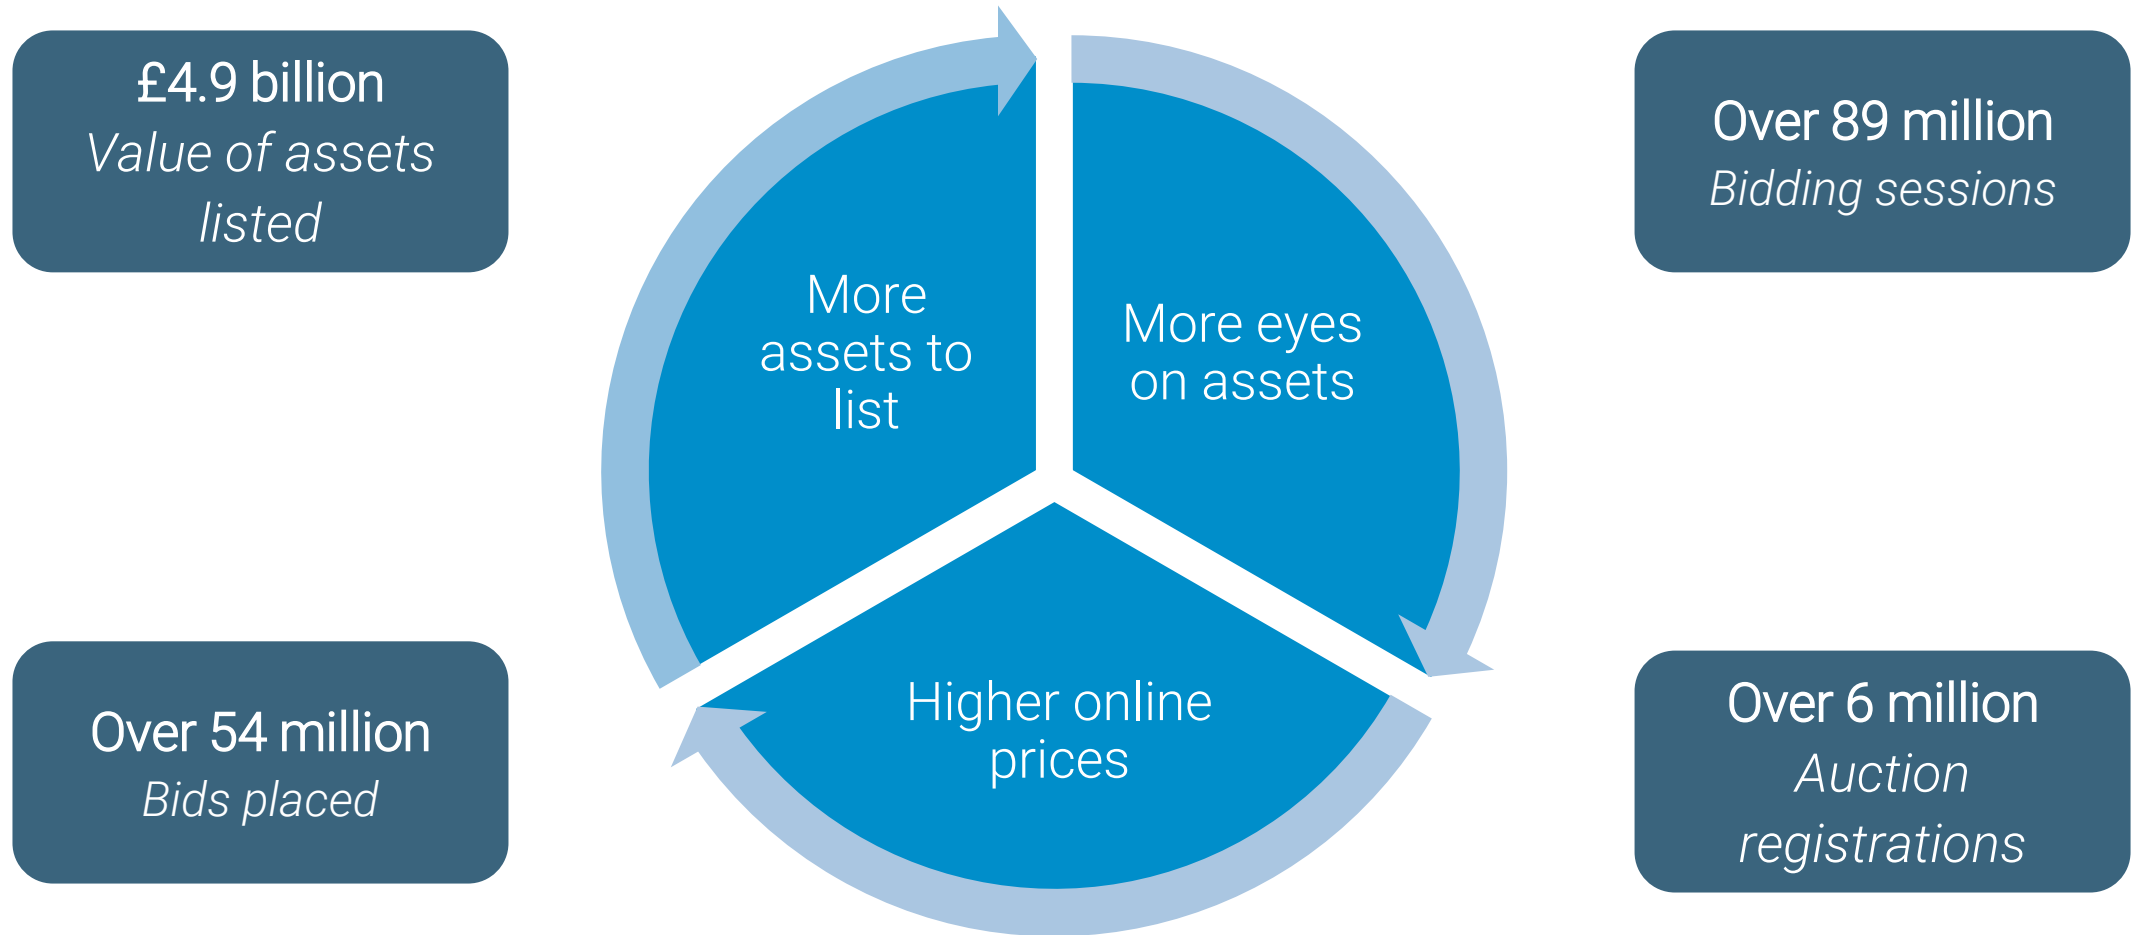 £4.9 billion
Value of assets
listed
Over 89 million
Bidding sessions
More
assets to
list
More eyes
on assets
Higher online
prices
Over 54 million
Bids placed
Over 6 million
Auction
registrations